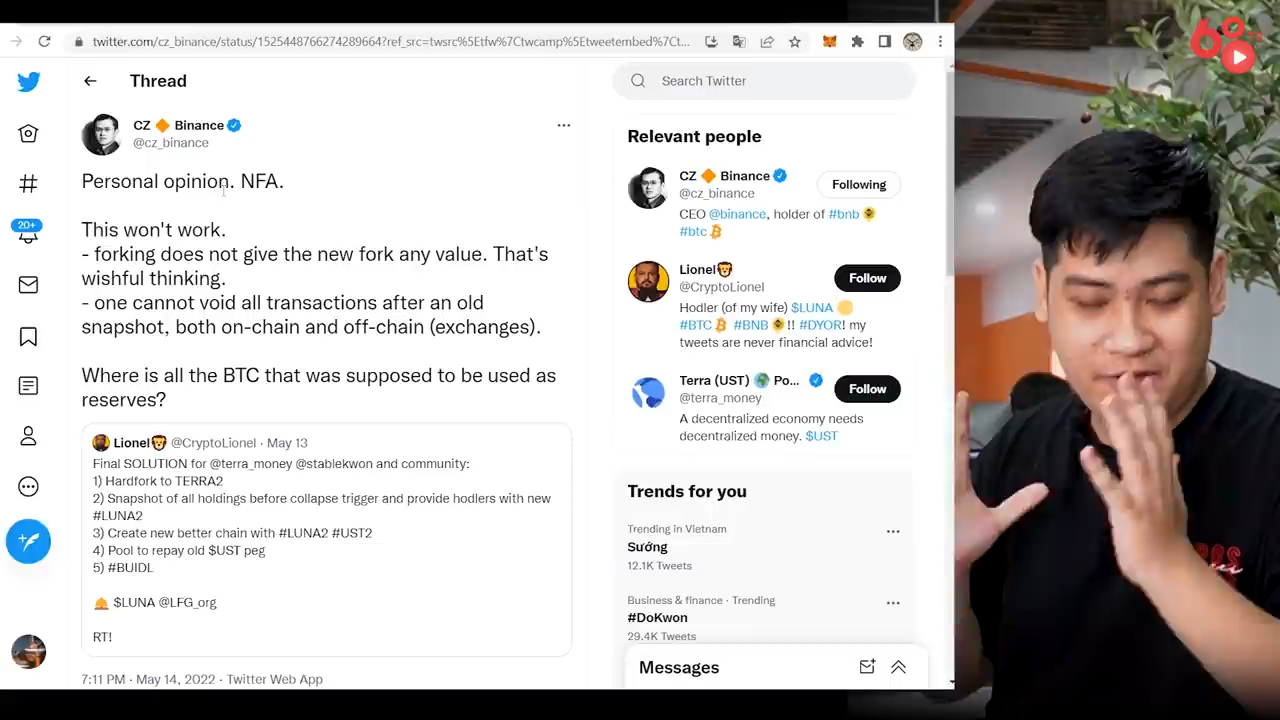 twitter.com/cz_binance/status/1525448766274289664?ref_src=twsrc%5Etfw%7Ctwcamp%5Etweetembed%7Ct...
68
Thread
Search Twitter
CZ 🔶 Binance
@cz_binance
Personal opinion. NFA.
This won't work.
- forking does not give the new fork any value. That's
wishful thinking.
- one cannot void all transactions after an old
snapshot, both on-chain and off-chain (exchanges).
Where is all the BTC that was supposed to be used as
reserves?
Lionel🦁 @CryptoLionel · May 13
Final SOLUTION for @terra_money @stablekwon and community:
1) Hardfork to TERRA2
2) Snapshot of all holdings before collapse trigger and provide hodlers with new
#LUNA2
3) Create new better chain with #LUNA2 #UST2
4) Pool to repay old $UST peg
5) #BUIDL
$LUNA @LFG_org
RT!
7:11 PM · May 14, 2022 · Twitter Web App
20+
Relevant people
CZ 🔶 Binance
@cz_binance
Following
CEO @binance, holder of #bnb
#btc
Lionel🦁
@CryptoLionel
Follow
Hodler (of my wife) $LUNA
#BTC #BNB !! #DYOR! my
tweets are never financial advice!
Terra (UST) 🌍 Po...
@terra_money
Follow
A decentralized economy needs
decentralized money. $UST
Trends for you
Trending in Vietnam
Sướng
12.1K Tweets
Business & finance · Trending
#DoKwon
29.4K Tweets
Messages